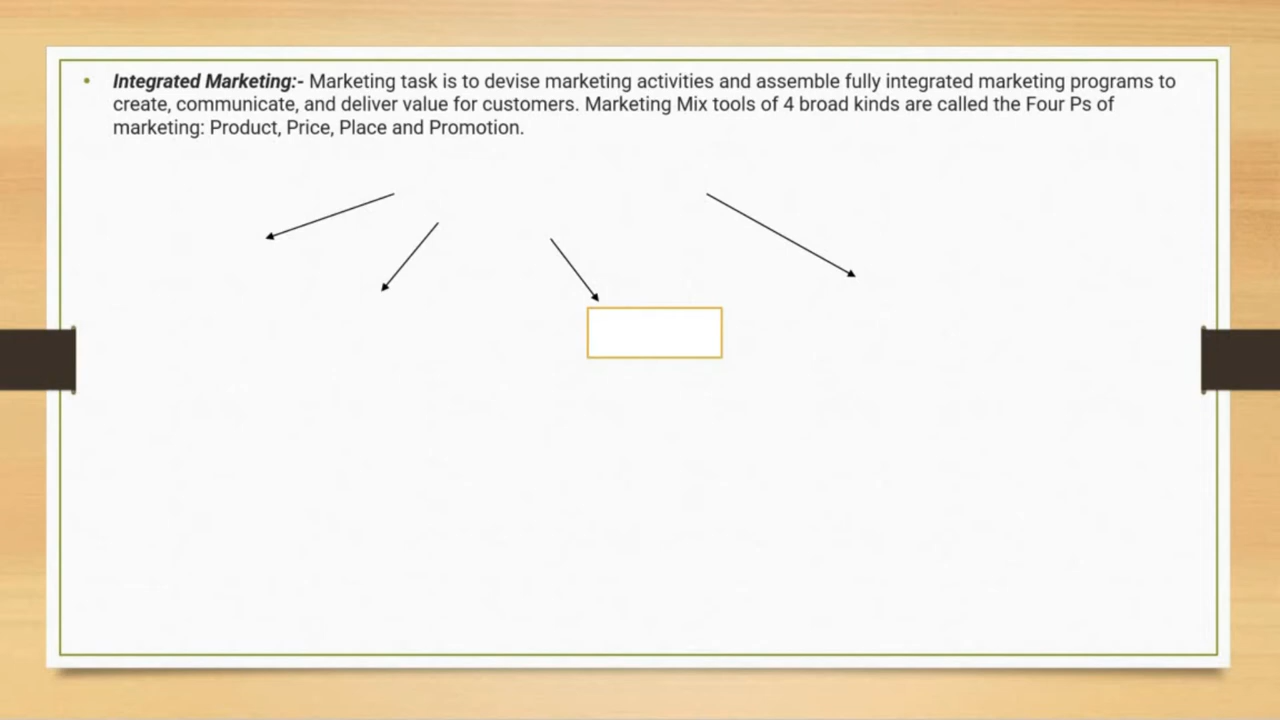 • Integrated Marketing:- Marketing task is to devise marketing activities and assemble fully integrated marketing programs to
create, communicate, and deliver value for customers. Marketing Mix tools of 4 broad kinds are called the Four Ps of
marketing: Product, Price, Place and Promotion.